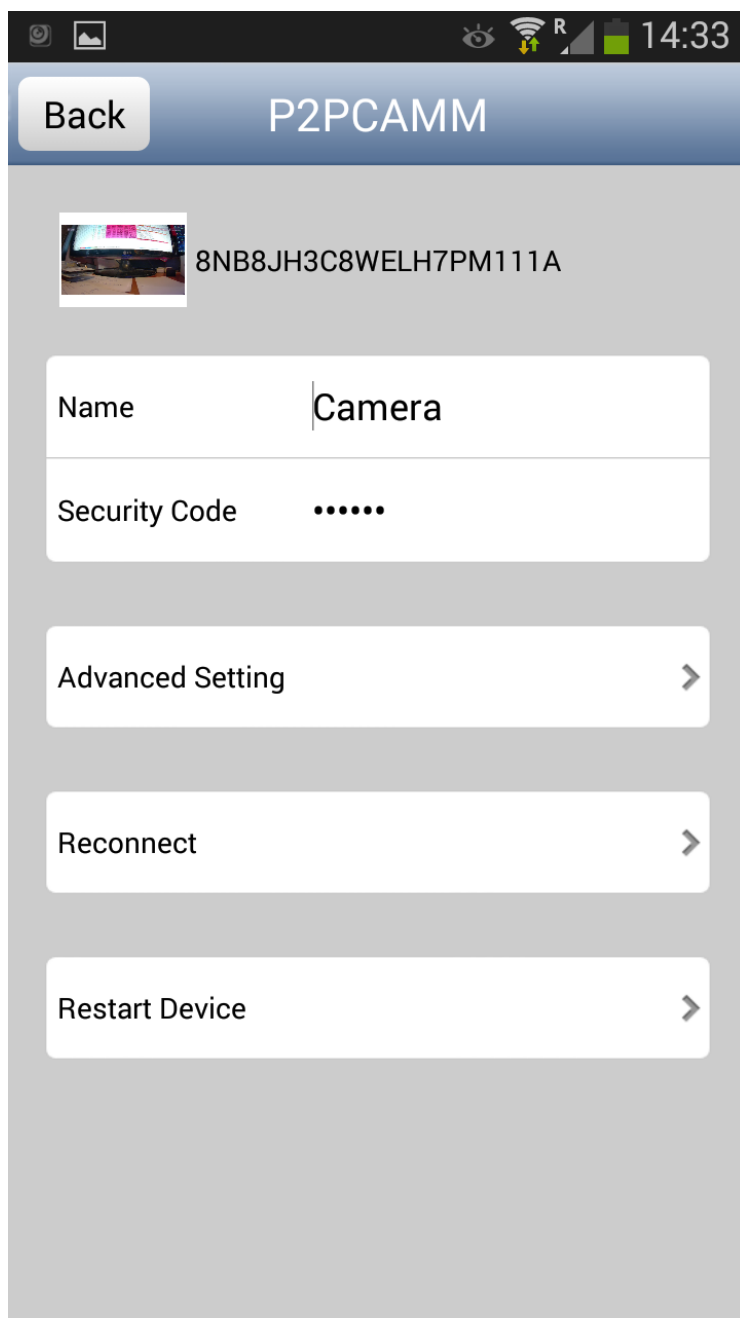 R 14:33
Back P2PCAMM
8NB8JH3C8WELH7PM111A
Name Camera
Security Code ••••••
Advanced Setting
Reconnect
Restart Device